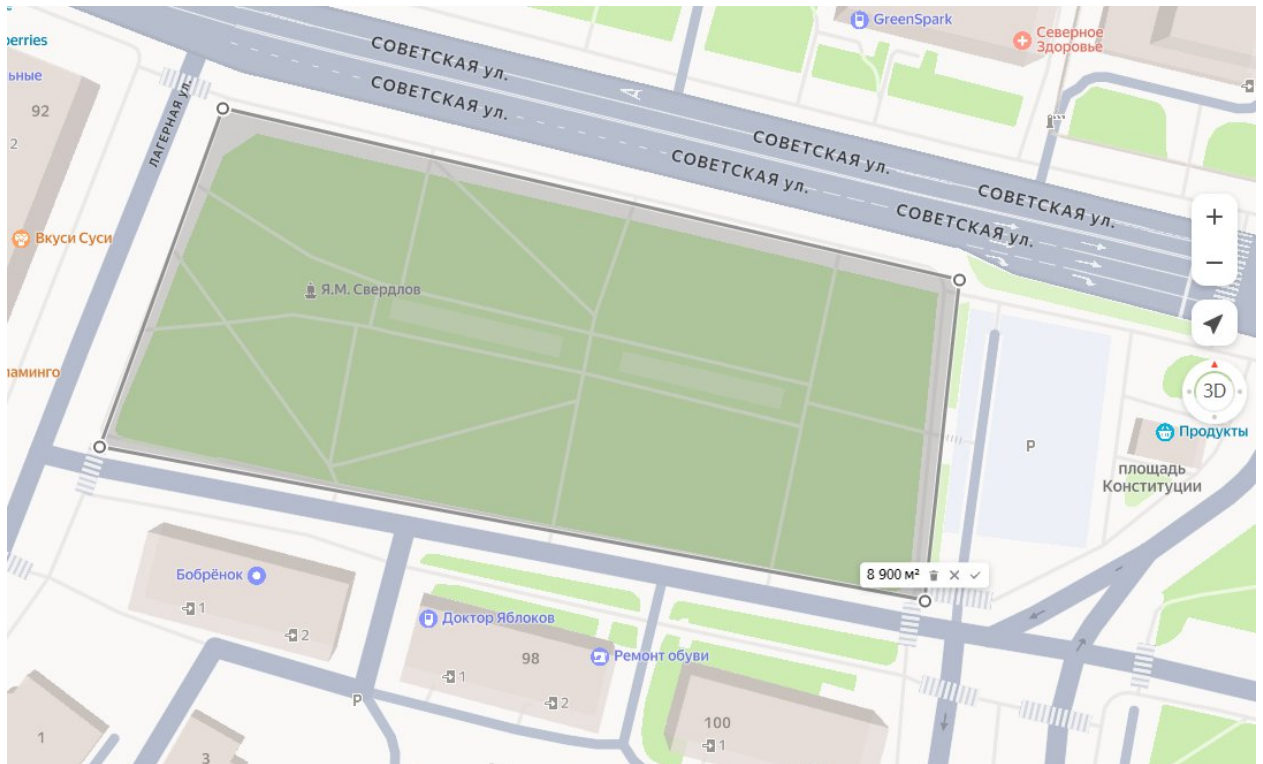 GreenSpark
Северное
Здоровье
perries
ьные
92
2
СОВЕТСКАЯ ул.
СОВЕТСКАЯ ул.
ЛАГЕРНАЯ ул.
СОВЕТСКАЯ ул.
СОВЕТСКАЯ ул.
СОВЕТСКАЯ ул.
СОВЕТСКАЯ ул.
A
+
−
3D
Вкуси Суси
Я.М. Свердлов
ламинго
P
Продукты
площадь
Конституции
8 900 м²
Бобрёнок
1
2
Доктор Яблоков
98
Ремонт обуви
1
2
P
100
1
1
3